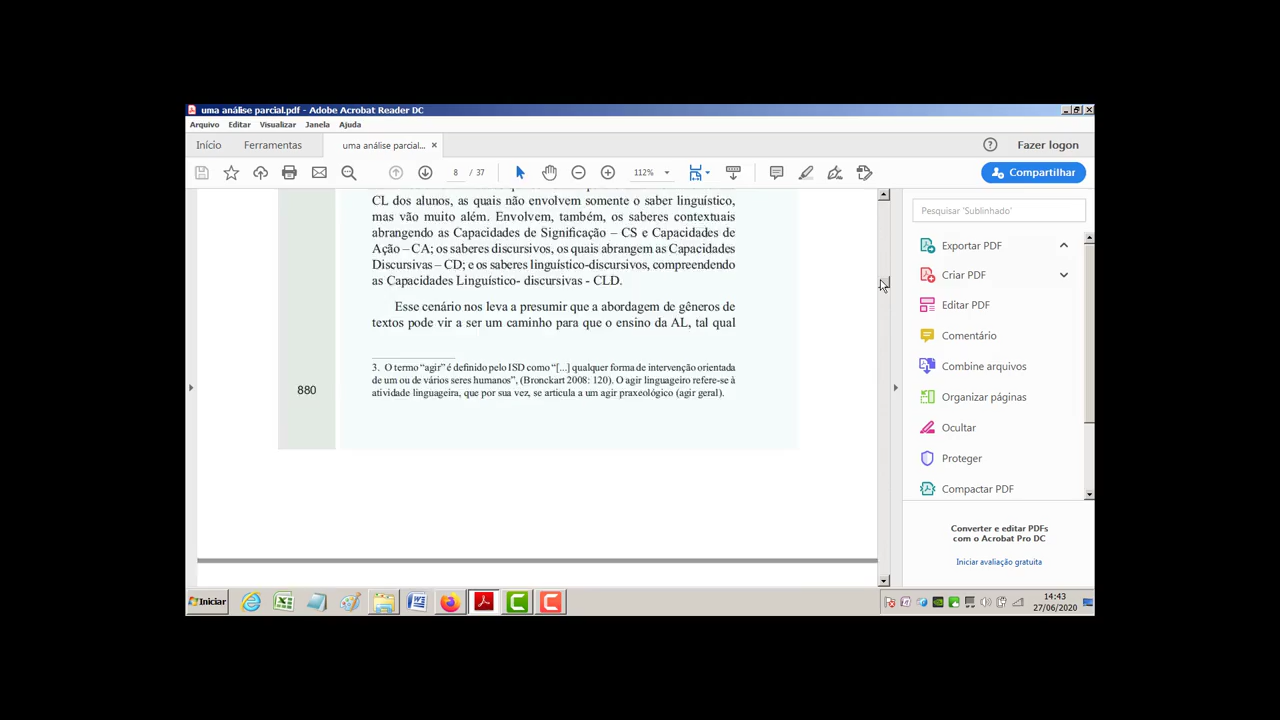 uma análise parcial.pdf - Adobe Acrobat Reader DC
Arquivo Editar Visualizar Janela Ajuda
Início Ferramentas uma análise parcial... × Fazer logon
8 / 37 112% Compartilhar
CL dos alunos, as quais não envolvem somente o saber linguístico,
mas vão muito além. Envolvem, também, os saberes contextuais
abrangendo as Capacidades de Significação – CS e Capacidades de
Ação – CA; os saberes discursivos, os quais abrangem as Capacidades
Discursivas – CD; e os saberes linguístico-discursivos, compreendendo
as Capacidades Linguístico- discursivas - CLD.
Esse cenário nos leva a presumir que a abordagem de gêneros de
textos pode vir a ser um caminho para que o ensino da AL, tal qual
3. O termo “agir” é definido pelo ISD como “[...] qualquer forma de intervenção orientada
de um ou de vários seres humanos”, (Bronckart 2008: 120). O agir linguageiro refere-se à
atividade linguageira, que por sua vez, se articula a um agir praxeológico (agir geral).
880
Pesquisar 'Sublinhado'
Exportar PDF
Criar PDF
Editar PDF
Comentário
Combine arquivos
Organizar páginas
Ocultar
Proteger
Compactar PDF
Converter e editar PDFs
com o Acrobat Pro DC
Iniciar avaliação gratuita
Iniciar
14:43
27/06/2020